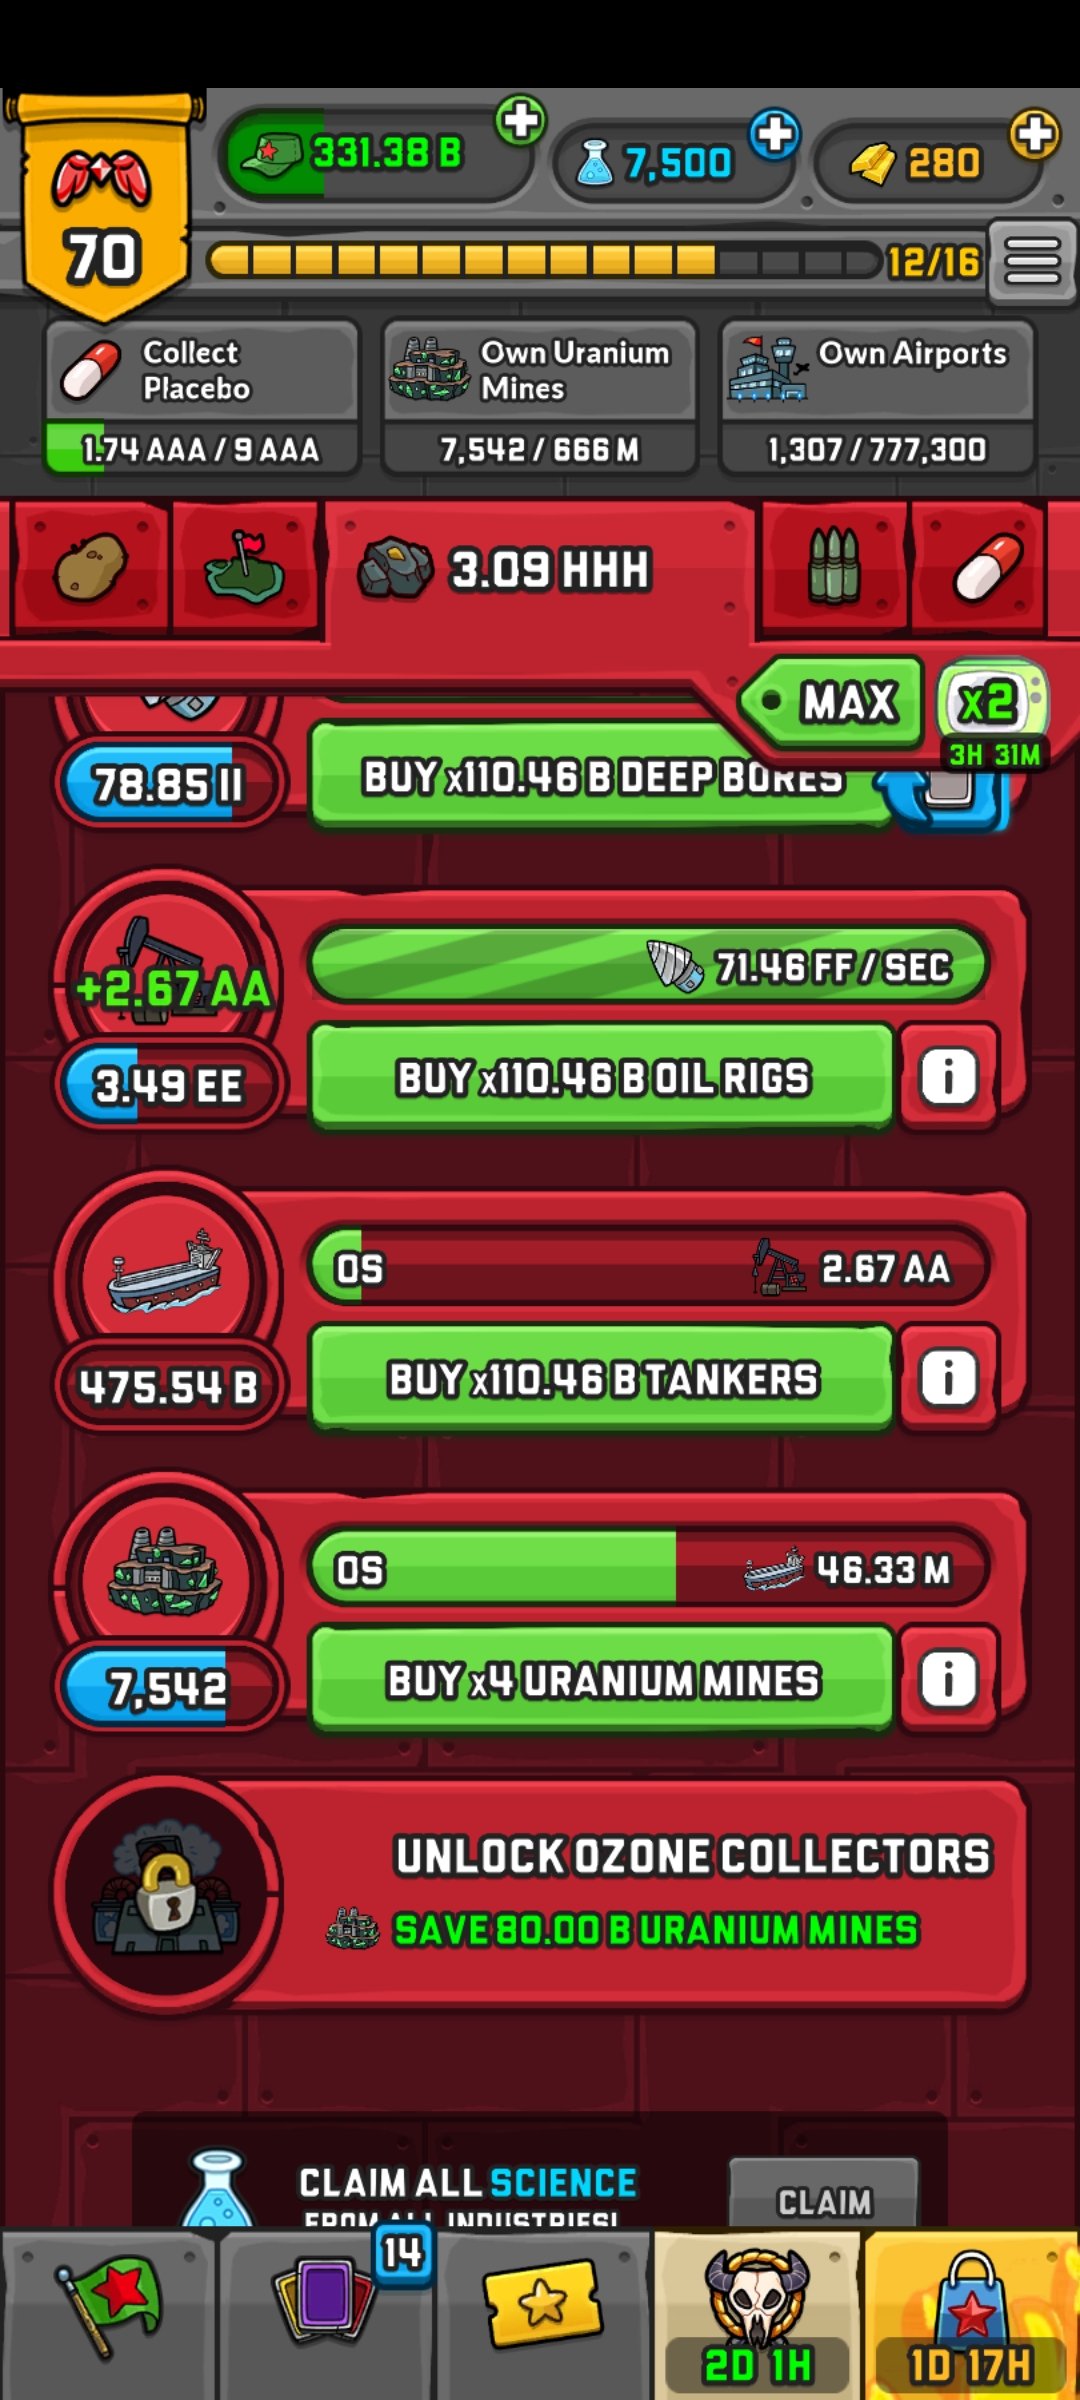 331.38 B
7,500
280
70
12/16
Collect
Placebo
Own Uranium
Mines
Own Airports
1.74 AAA / 9 AAA
7,542 / 666 M
1,307 / 777,300
3.09 HHH
MAX
x2
3H 31M
78.85 II
BUY x110.46 B DEEP BORES
+2.67 AA
71.46 FF / SEC
3.49 EE
BUY x110.46 B OIL RIGS
i
0S
2.67 AA
475.54 B
BUY x110.46 B TANKERS
i
0S
46.33 M
7,542
BUY x4 URANIUM MINES
i
UNLOCK OZONE COLLECTORS
SAVE 80.00 B URANIUM MINES
CLAIM ALL SCIENCE
FROM ALL INDUSTRIES!
CLAIM
14
2D 1H
1D 17H